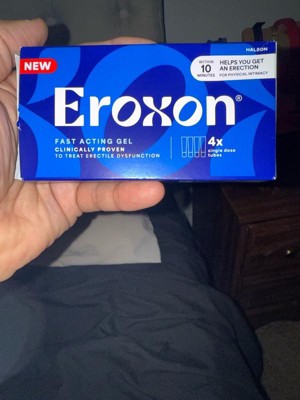 HALEON
NEW
WITHIN
10
MINUTES
HELPS YOU GET
AN ERECTION
FOR PHYSICAL INTIMACY
Eroxon®
FAST ACTING GEL
CLINICALLY PROVEN
TO TREAT ERECTILE DYSFUNCTION
4x
single dose
tubes